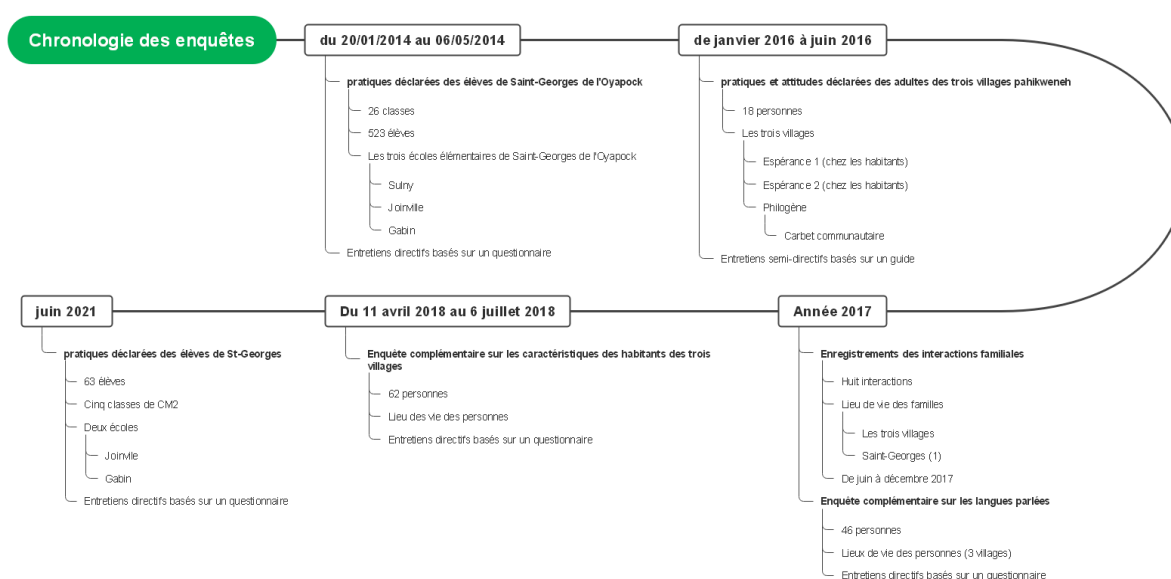 Chronologie des enquêtes
du 20/01/2014 au 06/05/2014
pratiques déclarées des élèves de Saint-Georges de l'Oyapock
26 classes
523 élèves
Les trois écoles élémentaires de Saint-Georges de l'Oyapock
Sulny
Joinville
Gabin
Entretiens directifs basés sur un questionnaire
de janvier 2016 à juin 2016
pratiques et attitudes déclarées des adultes des trois villages pahikweneh
18 personnes
Les trois villages
Espérance 1 (chez les habitants)
Espérance 2 (chez les habitants)
Philogène
Carbet communautaire
Entretiens semi-directifs basés sur un guide
Année 2017
Enregistrements des interactions familiales
Huit interactions
Lieu de vie des familles
Les trois villages
Saint-Georges (1)
De juin à décembre 2017
Enquête complémentaire sur les langues parlées
46 personnes
Lieux de vie des personnes (3 villages)
Entretiens directifs basés sur un questionnaire
Du 11 avril 2018 au 6 juillet 2018
Enquête complémentaire sur les caractéristiques des habitants des trois
villages
62 personnes
Lieu des vie des personnes
Entretiens directifs basés sur un questionnaire
juin 2021
pratiques déclarées des élèves de St-Georges
63 élèves
Cinq classes de CM2
Deux écoles
Joinvile
Gabin
Entretiens directifs basés sur un questionnaire